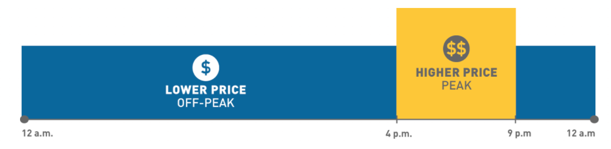 $
LOWER PRICE
OFF-PEAK
$$
HIGHER PRICE
PEAK
12 a.m.
4 p.m.
9 p.m
12 a.m